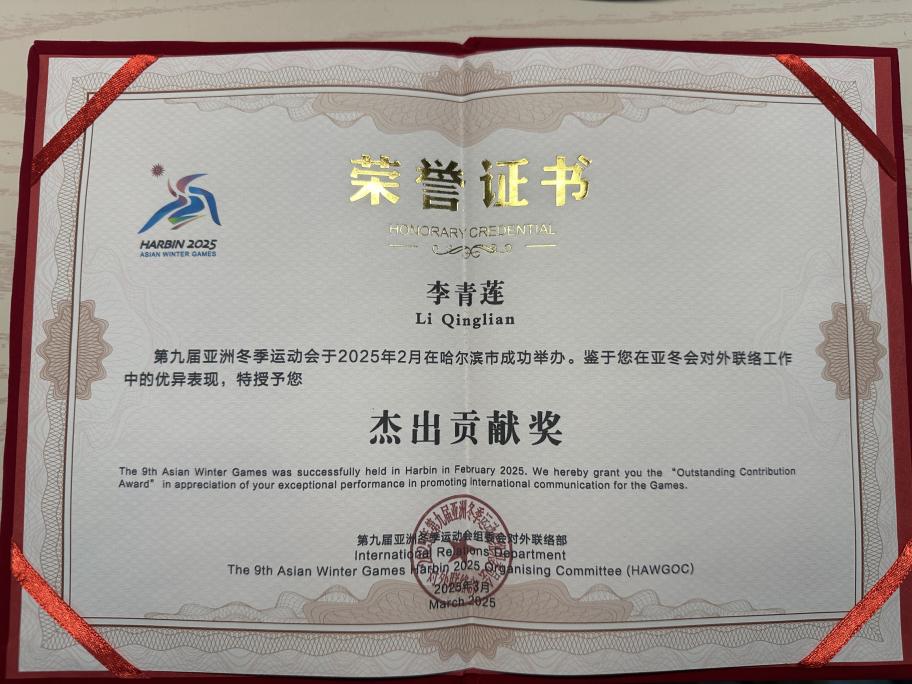 荣誉证书
HONORARY CREDENTIAL
HARBIN 2025
ASIAN WINTER GAMES
李青莲
Li Qinglian
第九届亚洲冬季运动会于2025年2月在哈尔滨市成功举办。鉴于您在亚冬会对外联络工作
中的优异表现，特授予您
杰出贡献奖
The 9th Asian Winter Games was successfully held in Harbin in February 2025. We hereby grant you the “Outstanding Contribution
Award” in appreciation of your exceptional performance in promoting international communication for the Games.
第九届亚洲冬季运动会组委会对外联络部
International Relations Department
The 9th Asian Winter Games Harbin 2025 Organising Committee (HAWGOC)
2025年3月
March 2025